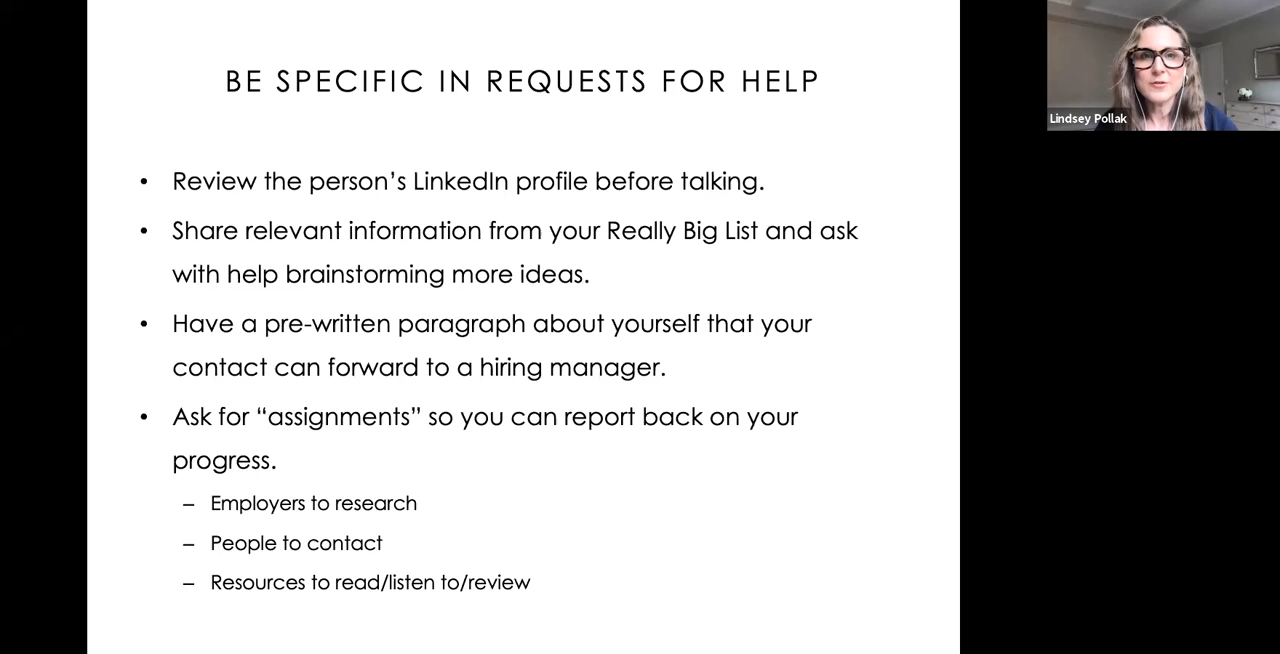 BE SPECIFIC IN REQUESTS FOR HELP
• Review the person’s LinkedIn profile before talking.
• Share relevant information from your Really Big List and ask
with help brainstorming more ideas.
• Have a pre-written paragraph about yourself that your
contact can forward to a hiring manager.
• Ask for “assignments” so you can report back on your
progress.
– Employers to research
– People to contact
– Resources to read/listen to/review
Lindsey Pollak